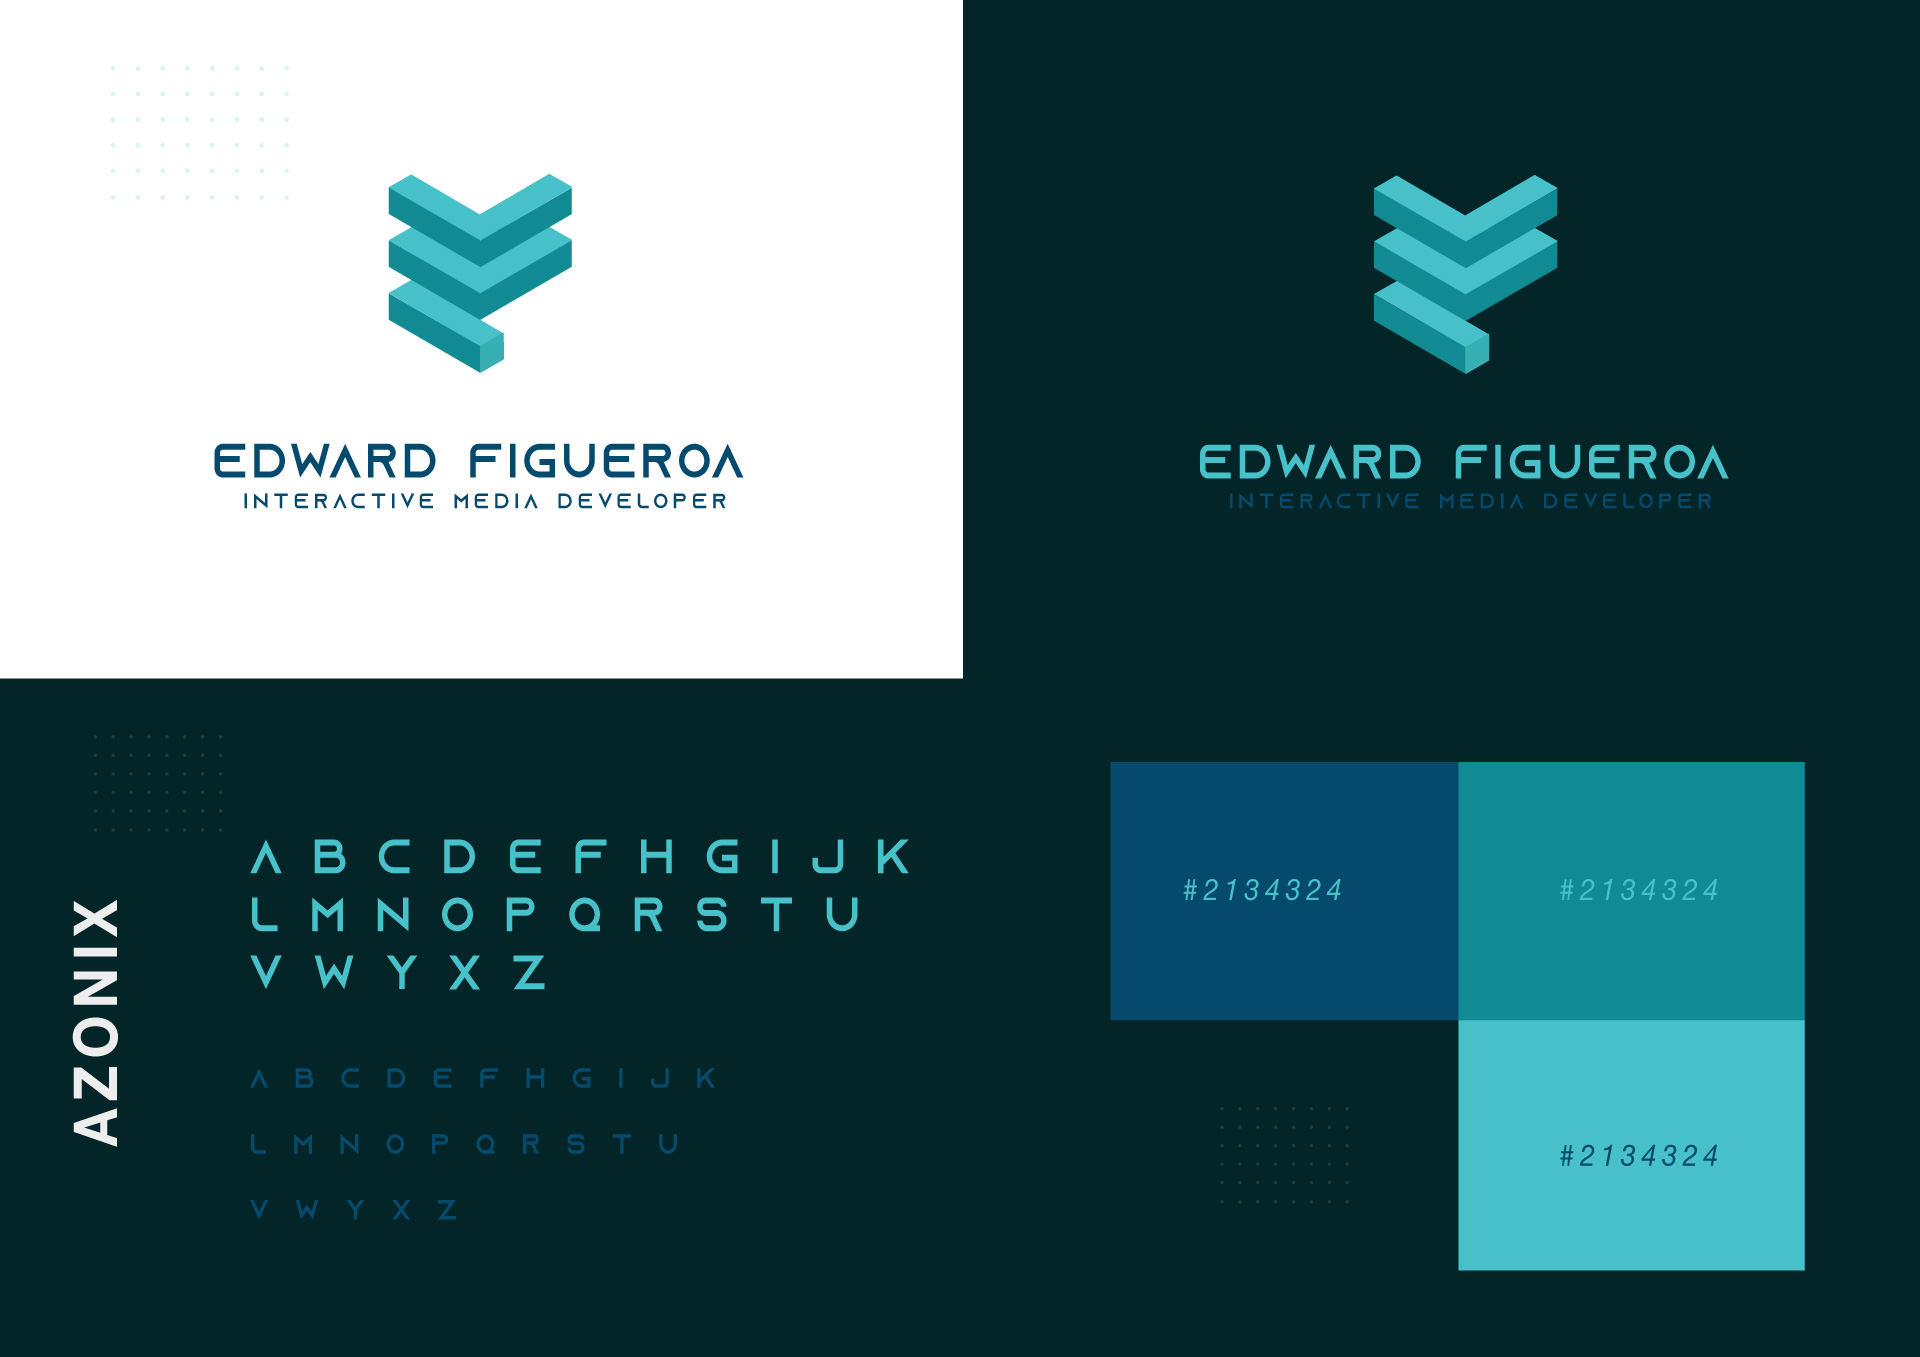 EDWARD FIGUEROA
INTERACTIVE MEDIA DEVELOPER
EDWARD FIGUEROA
INTERACTIVE MEDIA DEVELOPER
AZONIX
A B C D E F H G I J K
L M N O P Q R S T U
V W Y X Z
A B C D E F H G I J K
L M N O P Q R S T U
V W Y X Z
#2134324
#2134324
#2134324